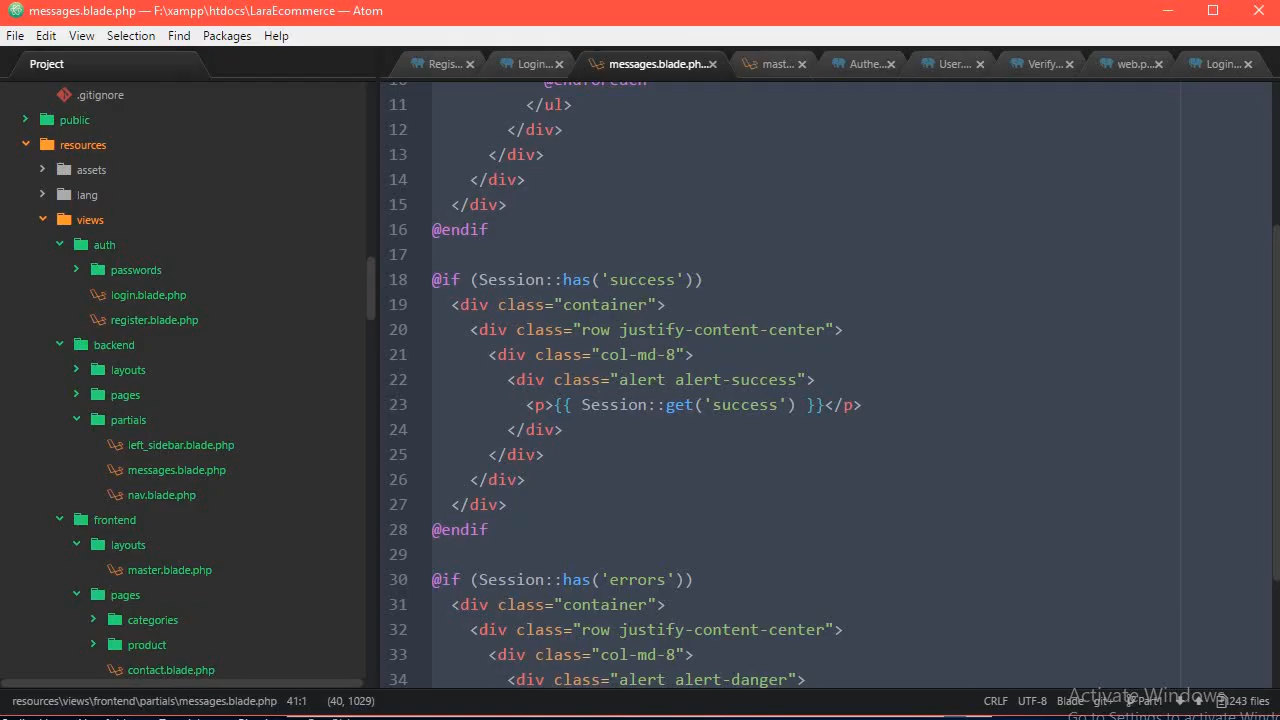 messages.blade.php — F:\xampp\htdocs\LaraEcommerce — Atom
File Edit View Selection Find Packages Help
Project
Regis... Login... messages.blade.ph... mast... Authe... User.... Verify... web.p... Login...
.gitignore
public
resources
assets
lang
views
auth
passwords
login.blade.php
register.blade.php
backend
layouts
pages
partials
left_sidebar.blade.php
messages.blade.php
nav.blade.php
frontend
layouts
master.blade.php
pages
categories
product
contact.blade.php
10 @endforeach
11 </ul>
12 </div>
13 </div>
14 </div>
15 </div>
16 @endif
17
18 @if (Session::has('success'))
19 <div class="container">
20 <div class="row justify-content-center">
21 <div class="col-md-8">
22 <div class="alert alert-success">
23 <p>{{ Session::get('success') }}</p>
24 </div>
25 </div>
26 </div>
27 </div>
28 @endif
29
30 @if (Session::has('errors'))
31 <div class="container">
32 <div class="row justify-content-center">
33 <div class="col-md-8">
34 <div class="alert alert-danger">
resources\views\frontend\partials\messages.blade.php 41:1 (40, 1029) CRLF UTF-8 Blade Part1 243 files
Activate Windows
Go to Settings to activate Windows